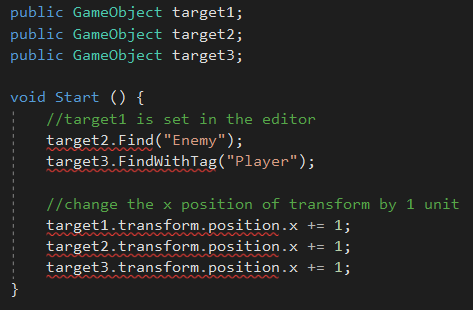 public GameObject target1;
public GameObject target2;
public GameObject target3;
void Start () {
//target1 is set in the editor
target2.Find("Enemy");
target3.FindWithTag("Player");
//change the x position of transform by 1 unit
target1.transform.position.x += 1;
target2.transform.position.x += 1;
target3.transform.position.x += 1;
}